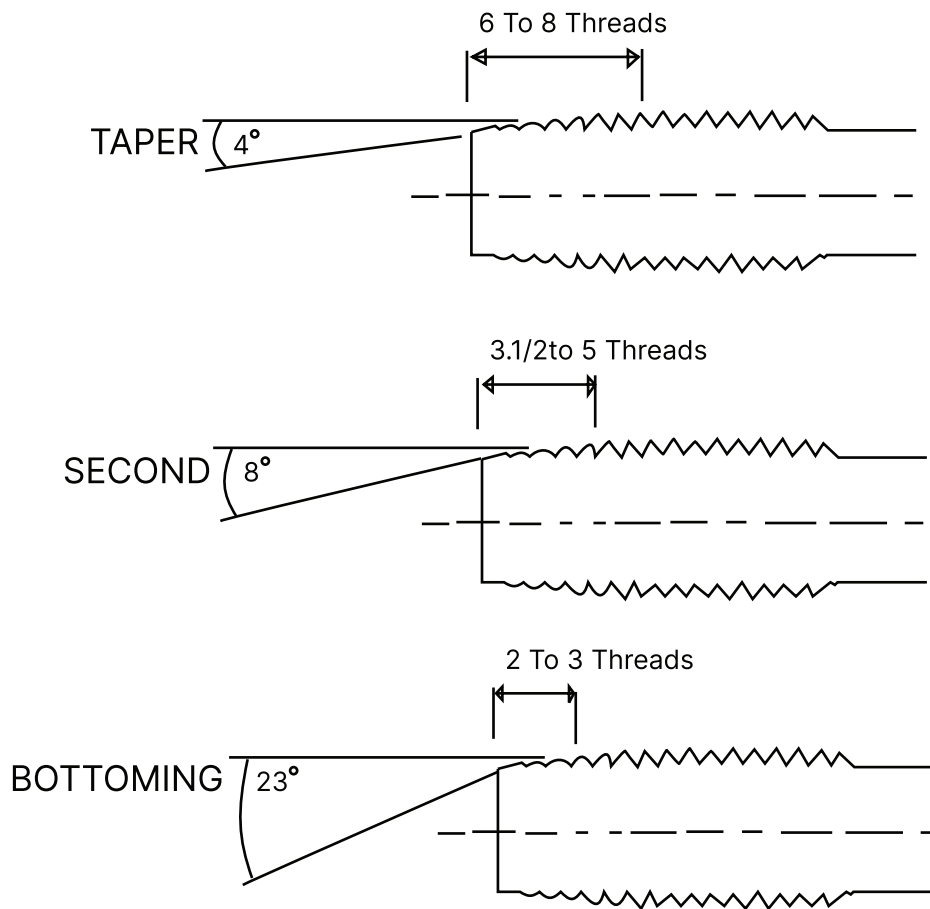 6 To 8 Threads
TAPER
4°
3.1/2to 5 Threads
SECOND
8°
2 To 3 Threads
BOTTOMING
23°